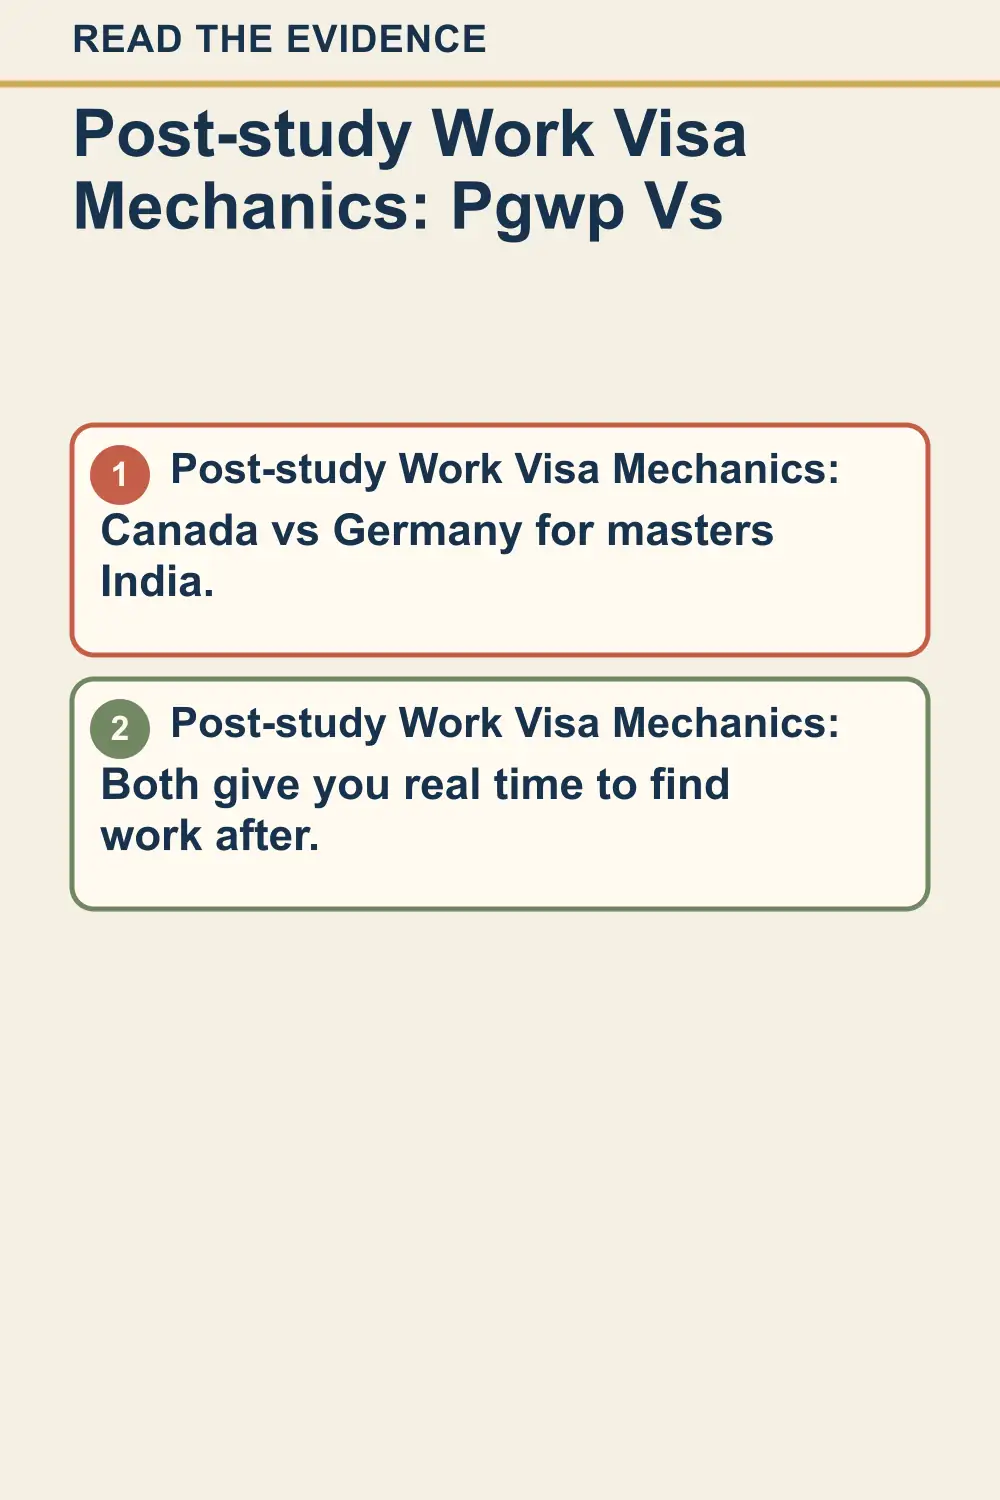 READ THE EVIDENCE
Post-study Work Visa
Mechanics: Pgwp Vs
1 Post-study Work Visa Mechanics:
Canada vs Germany for masters
India.
2 Post-study Work Visa Mechanics:
Both give you real time to find
work after.